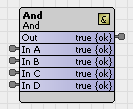 And
And
&
Out true {ok}
In A true {ok}
In B true {ok}
In C true {ok}
In D true {ok}